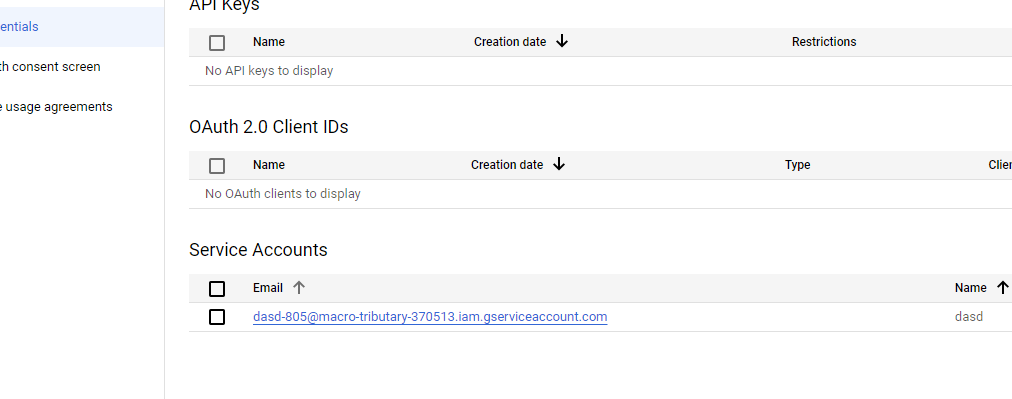 API Keys
entials
Name Creation date Restrictions
th consent screen
No API keys to display
e usage agreements
OAuth 2.0 Client IDs
Name Creation date Type Clien
No OAuth clients to display
Service Accounts
Email Name
dasd-805@macro-tributary-370513.iam.gserviceaccount.com dasd